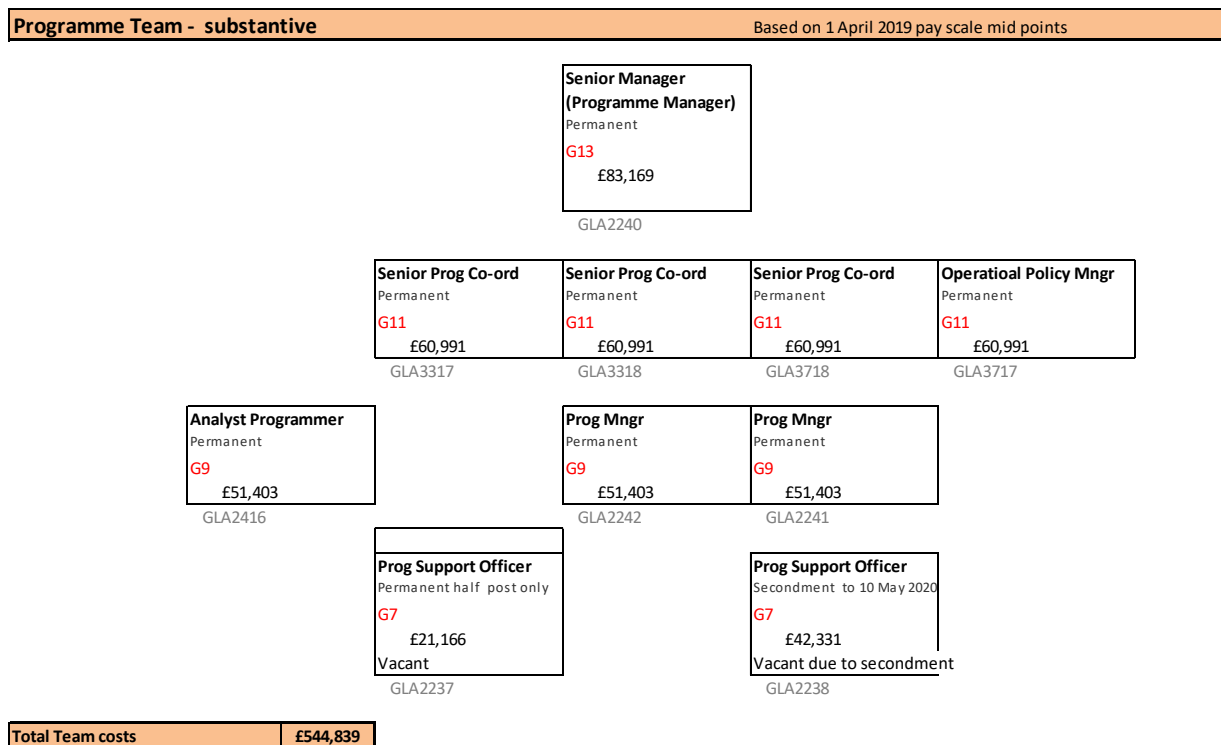 Programme Team - substantive
Based on 1 April 2019 pay scale mid points
Senior Manager
(Programme Manager)
Permanent
G13
£83,169
GLA2240
Senior Prog Co-ord
Permanent
G11
£60,991
GLA3317
Senior Prog Co-ord
Permanent
G11
£60,991
GLA3318
Senior Prog Co-ord
Permanent
G11
£60,991
GLA3718
Operatioal Policy Mngr
Permanent
G11
£60,991
GLA3717
Analyst Programmer
Permanent
G9
£51,403
GLA2416
Prog Mngr
Permanent
G9
£51,403
GLA2242
Prog Mngr
Permanent
G9
£51,403
GLA2241
Prog Support Officer
Permanent half post only
G7
£21,166
Vacant
GLA2237
Prog Support Officer
Secondment to 10 May 2020
G7
£42,331
Vacant due to secondment
GLA2238
Total Team costs £544,839